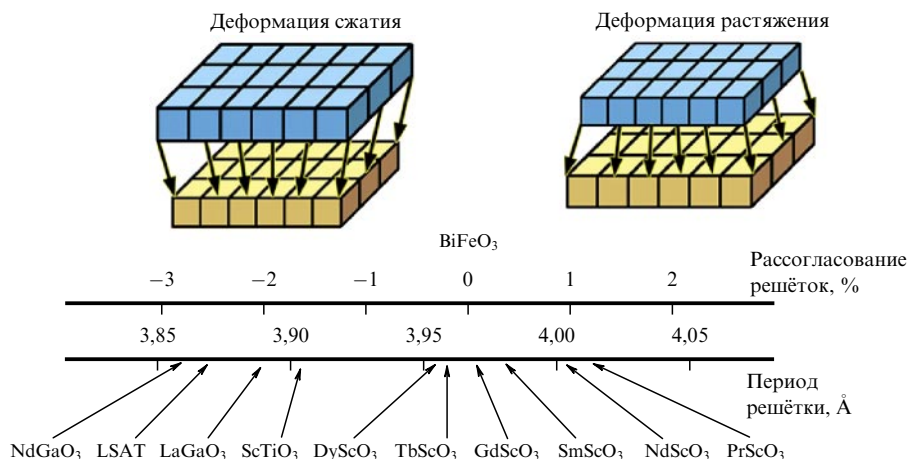 Деформация сжатия
Деформация растяжения
BiFeO₃
−3 −2 −1 0 1 2
Рассогласование
решёток, %
3,85 3,90 3,95 4,00 4,05
Период
решётки, Å
NdGaO₃ LSAT LaGaO₃ ScTiO₃ DyScO₃ TbScO₃ GdScO₃ SmScO₃ NdScO₃ PrScO₃